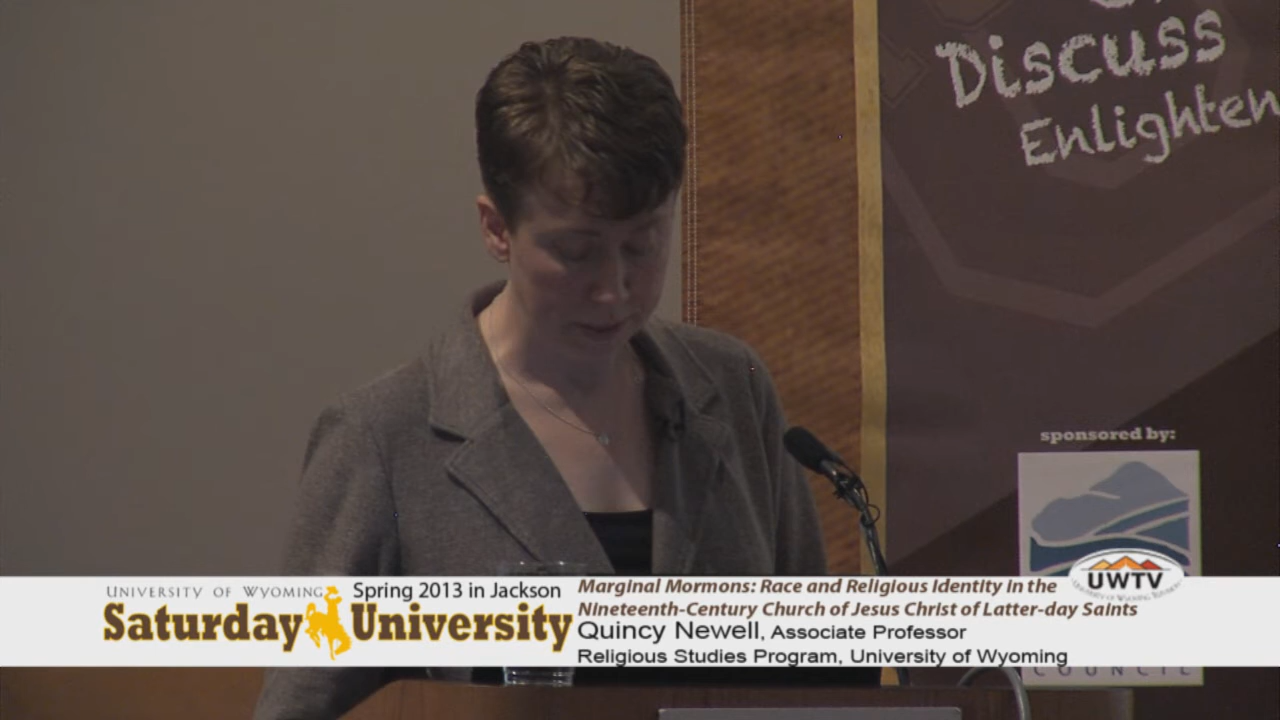 Discuss
Enlighten
sponsored by:
UNIVERSITY OF WYOMING
Saturday University
Spring 2013 in Jackson
Marginal Mormons: Race and Religious Identity in the
Nineteenth-Century Church of Jesus Christ of Latter-day Saints
Quincy Newell, Associate Professor
Religious Studies Program, University of Wyoming
UWTV
COUNCIL